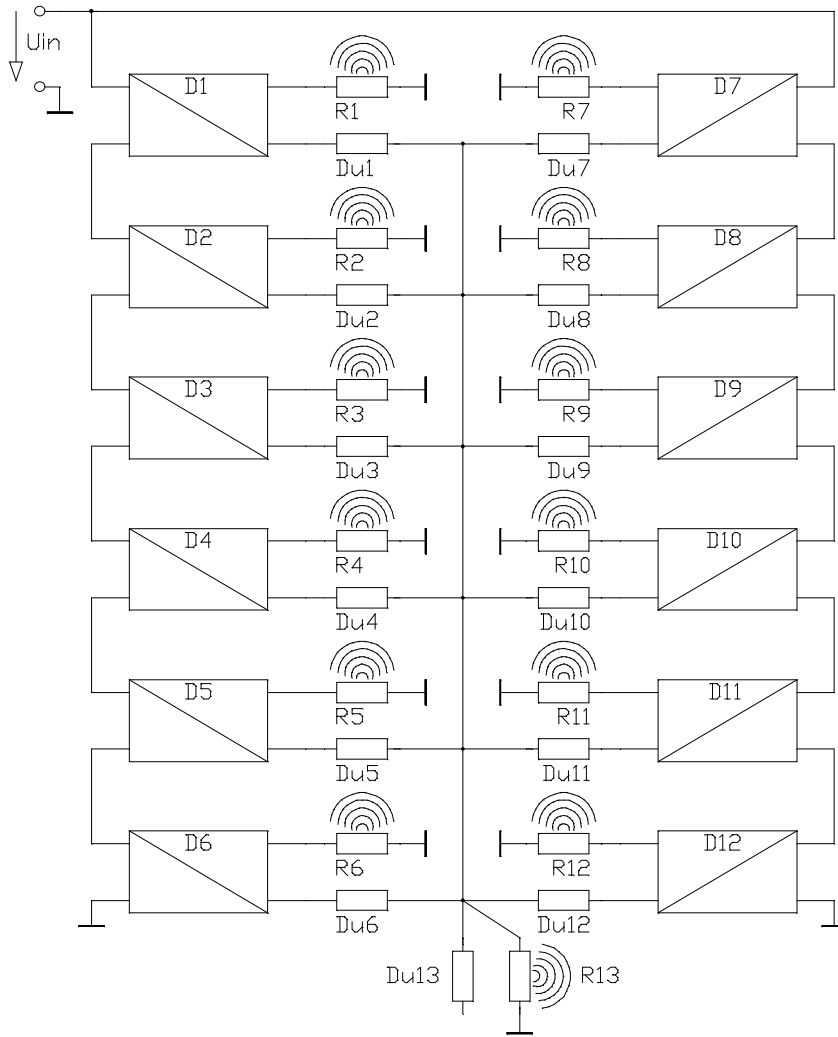 Uin
D1 D7
R1 R7
Du1 Du7
D2 D8
R2 R8
Du2 Du8
D3 D9
R3 R9
Du3 Du9
D4 D10
R4 R10
Du4 Du10
D5 D11
R5 R11
Du5 Du11
D6 D12
R6 R12
Du6 Du12
Du13 R13